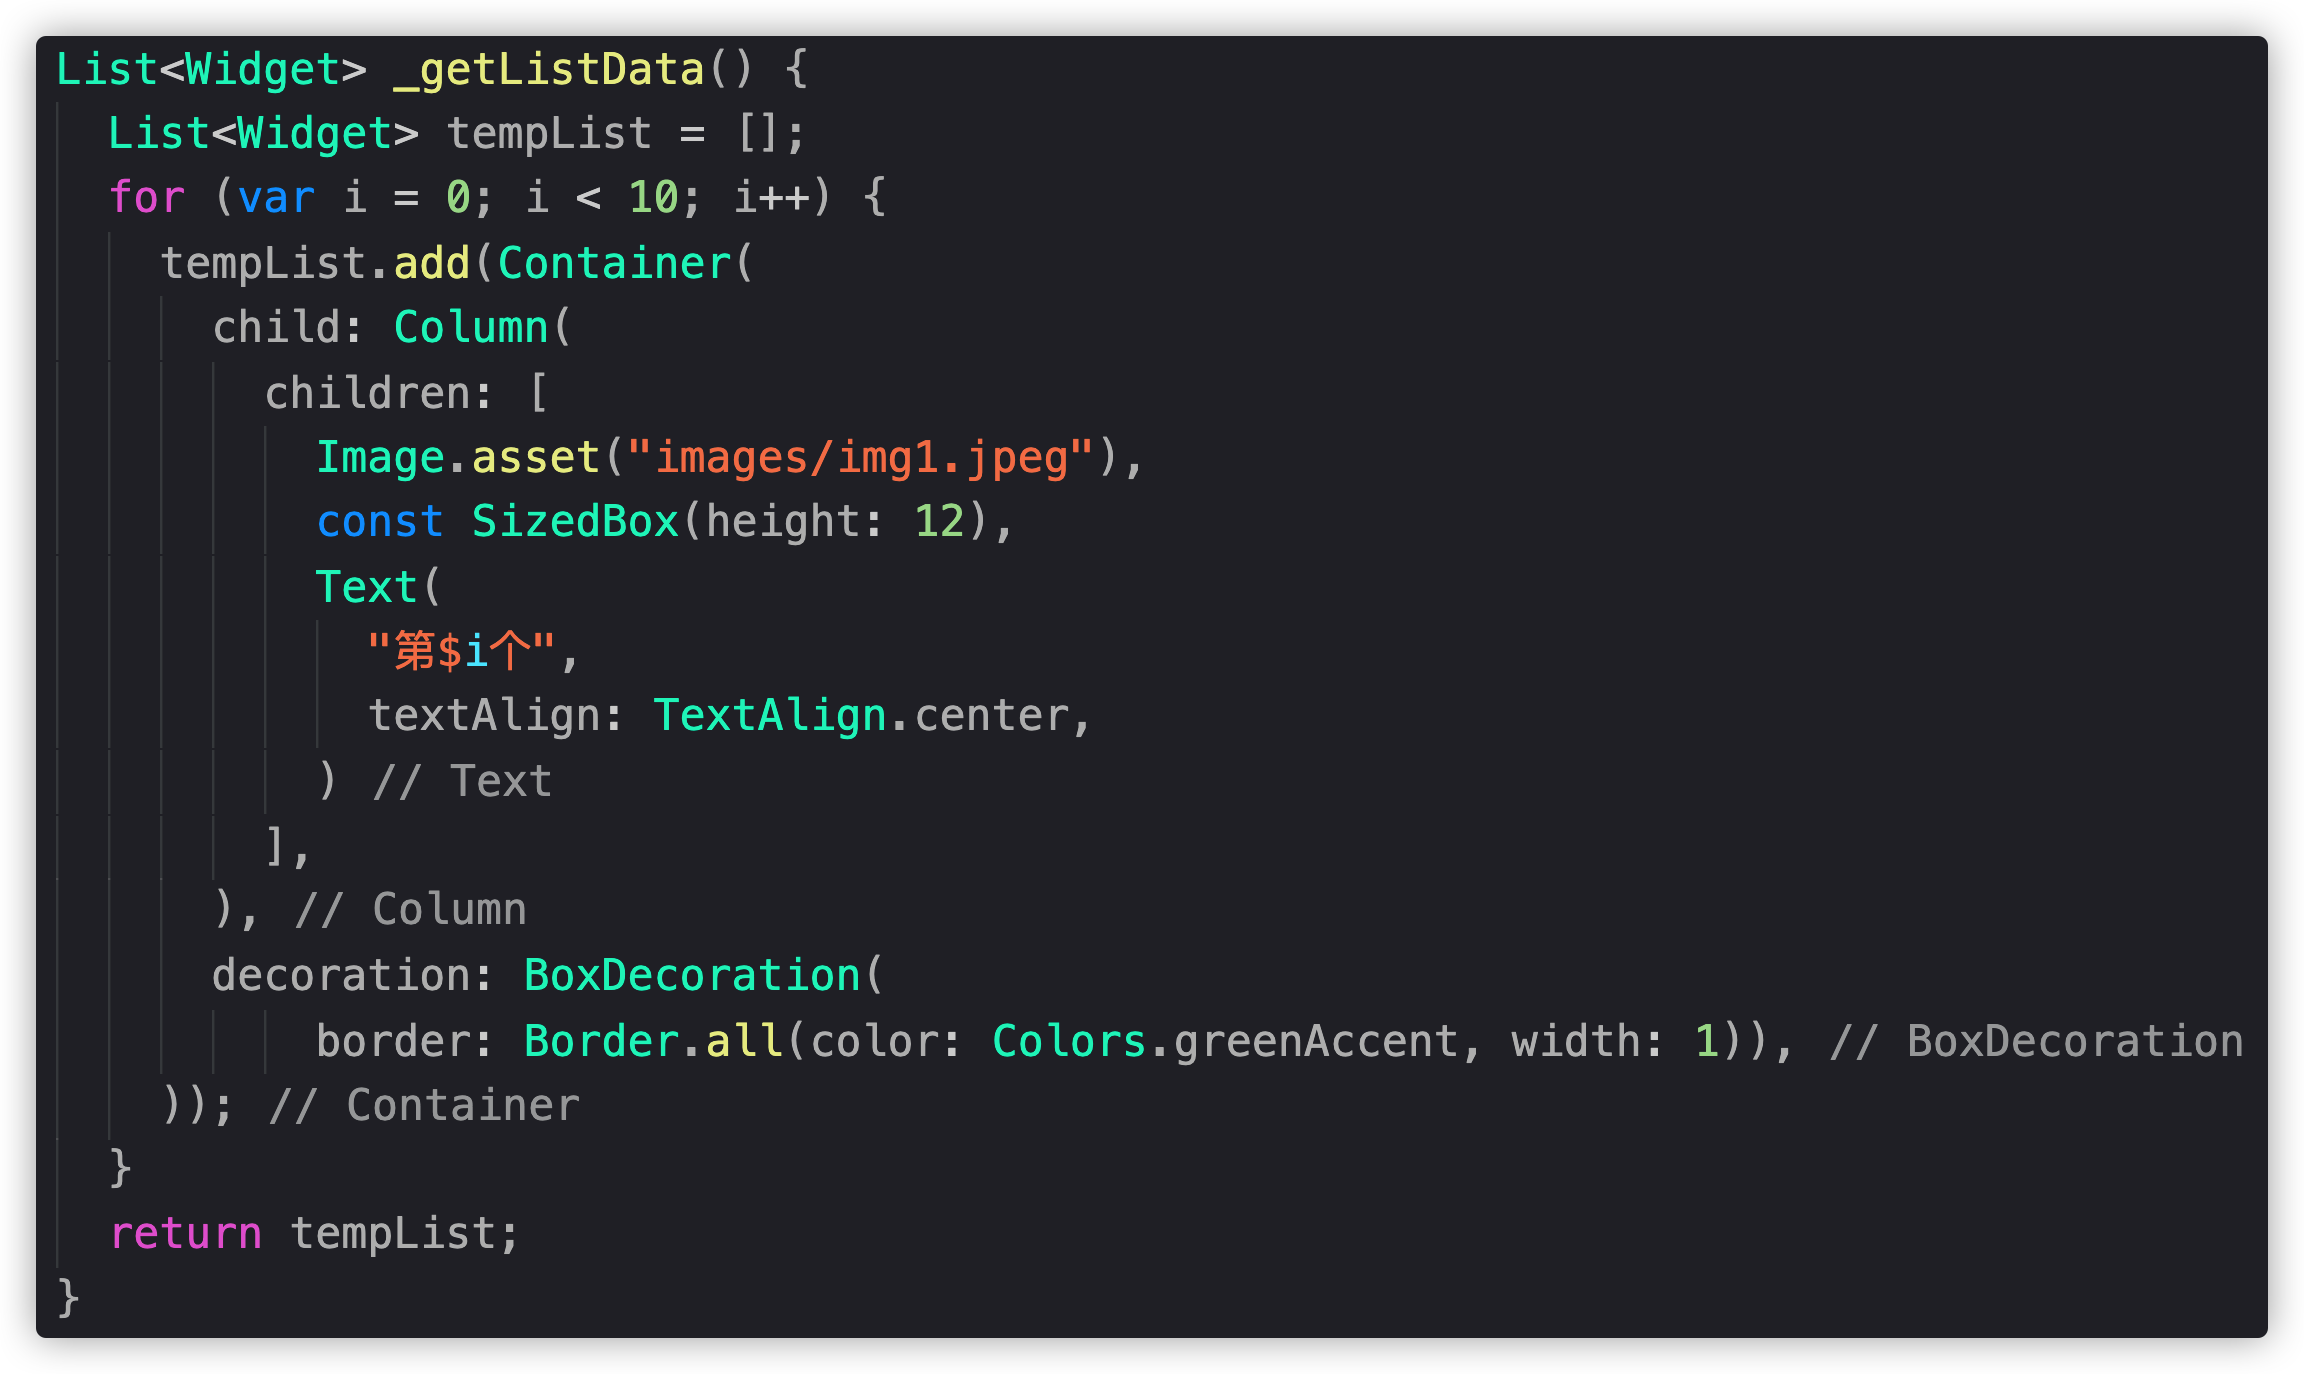 List<Widget> _getListData() {
  List<Widget> tempList = [];
  for (var i = 0; i < 10; i++) {
    tempList.add(Container(
      child: Column(
        children: [
          Image.asset("images/img1.jpeg"),
          const SizedBox(height: 12),
          Text(
            "第$i个",
            textAlign: TextAlign.center,
          ) // Text
        ],
      ), // Column
      decoration: BoxDecoration(
          border: Border.all(color: Colors.greenAccent, width: 1)), // BoxDecoration
    )); // Container
  }
  return tempList;
}